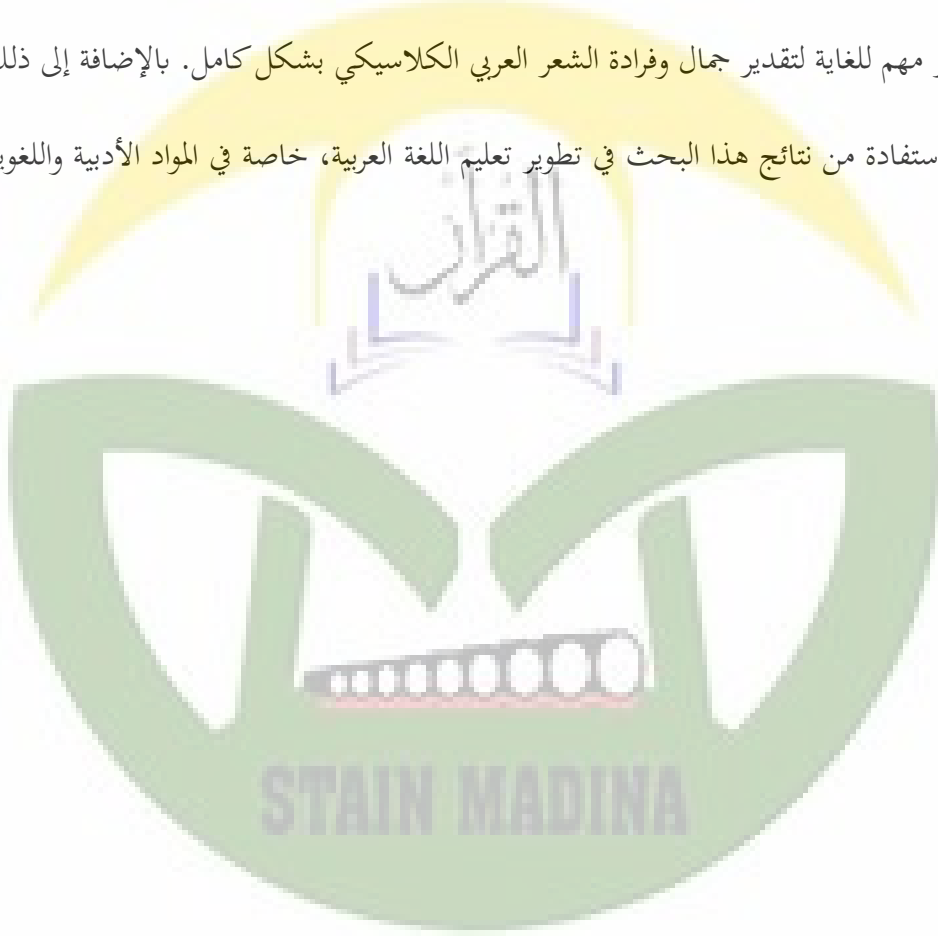 مهم للغاية لتقدير جمال وفرادة الشعر العربي الكلاسيكي بشكل كامل. بالإضافة إلى ذلك
ستفادة من نتائج هذا البحث في تطوير تعليم اللغة العربية، خاصة في المواد الأدبية واللغوي
القرآن
STAIN MADINA